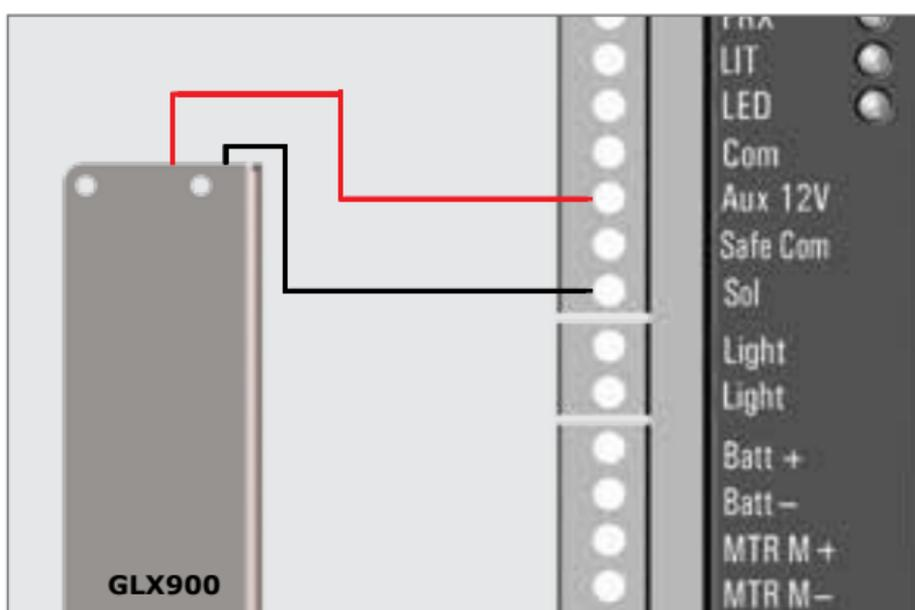 LIT
LED
Com
Aux 12V
Safe Com
Sol
Light
Light
Batt +
Batt –
MTR M +
MTR M –
GLX900